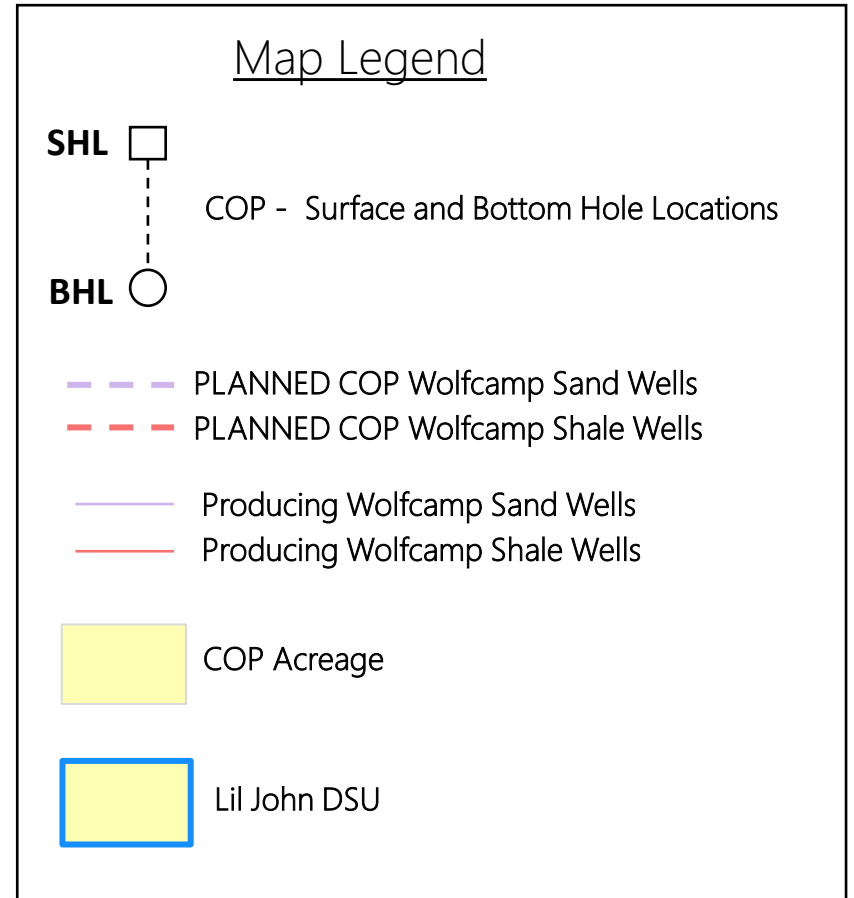 Map Legend
SHL
COP - Surface and Bottom Hole Locations
BHL
PLANNED COP Wolfcamp Sand Wells
PLANNED COP Wolfcamp Shale Wells
Producing Wolfcamp Sand Wells
Producing Wolfcamp Shale Wells
COP Acreage
Lil John DSU